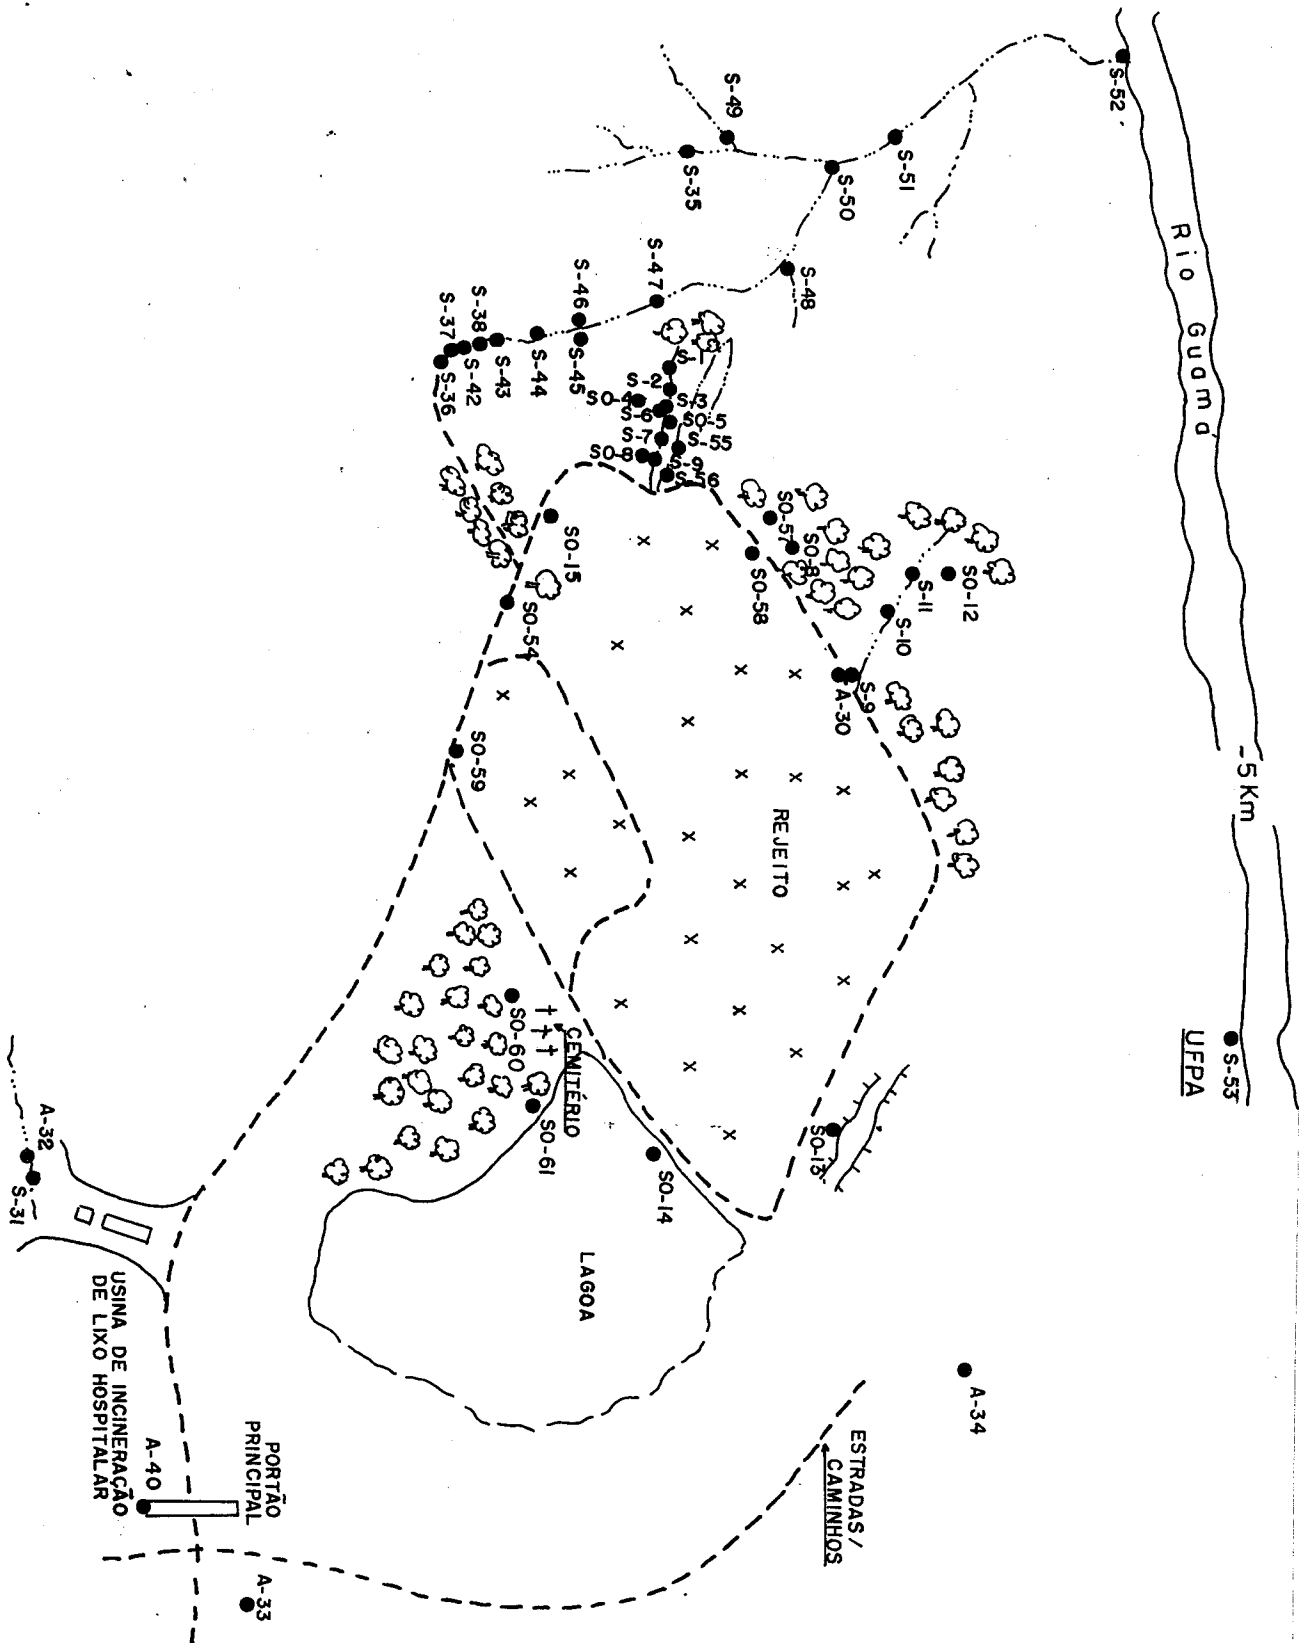 Rio Guamá
~5 Km
S-52
S-51
S-50
S-49
S-35
S-48
S-47
S-46
S-45
S-44
S-43
S-38
S-42
S-37
S-36
S-1
S-2
S-3
SO-4
SO-5
S-6
S-7
S-55
SO-8
S-9
S-56
SO-57
SO-8
SO-58
SO-12
S-11
S-10
S-9
A-30
SO-15
SO-54
SO-59
REJEITO
SO-60
CEMITÉRIO
SO-61
SO-14
SO-13
S-53
UFPA
LAGOA
A-32
S-31
USINA DE INCINERAÇÃO
DE LIXO HOSPITALAR
A-34
ESTRADAS/
CAMINHOS
PORTÃO
PRINCIPAL
A-40
A-33